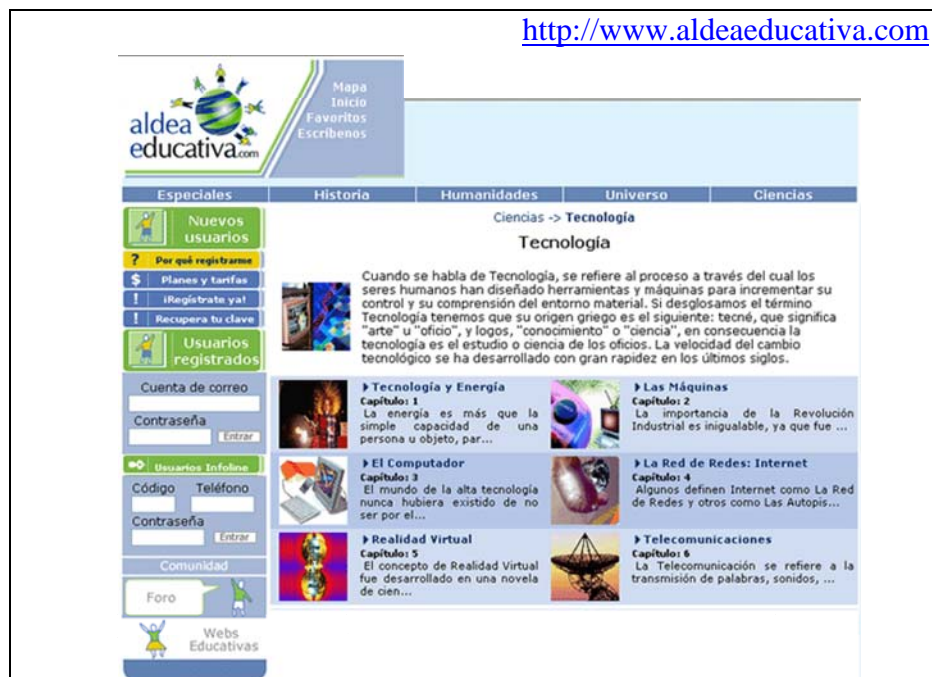 http://www.aldeaeducativa.com
aldea
educativa.com
Mapa
Inicio
Favoritos
Escríbenos
Especiales
Historia
Humanidades
Universo
Ciencias
Nuevos
usuarios
? Por qué registrarme
$ Planes y tarifas
! ¡Regístrate ya!
! Recupera tu clave
Usuarios
registrados
Cuenta de correo
Contraseña
Entrar
Usuarios Infoline
Código Teléfono
Contraseña
Entrar
Comunidad
Foro
Webs
Educativas
Ciencias -> Tecnología
Tecnología
Cuando se habla de Tecnología, se refiere al proceso a través del cual los
seres humanos han diseñado herramientas y máquinas para incrementar su
control y su comprensión del entorno material. Si desglosamos el término
Tecnología tenemos que su origen griego es el siguiente: tecné, que significa
"arte" u "oficio", y logos, "conocimiento" o "ciencia", en consecuencia la
tecnología es el estudio o ciencia de los oficios. La velocidad del cambio
tecnológico se ha desarrollado con gran rapidez en los últimos siglos.
Tecnología y Energía
Capítulo: 1
La energía es más que la
simple capacidad de una
persona u objeto, par...
Las Máquinas
Capítulo: 2
La importancia de la Revolución
Industrial es inigualable, ya que fue ...
El Computador
Capítulo: 3
El mundo de la alta tecnología
nunca hubiera existido de no
ser por el...
La Red de Redes: Internet
Capítulo: 4
Algunos definen Internet como La Red
de Redes y otros como Las Autopis...
Realidad Virtual
Capítulo: 5
El concepto de Realidad Virtual
fue desarrollado en una novela
de cien...
Telecomunicaciones
Capítulo: 6
La Telecomunicación se refiere a la
transmisión de palabras, sonidos, ...